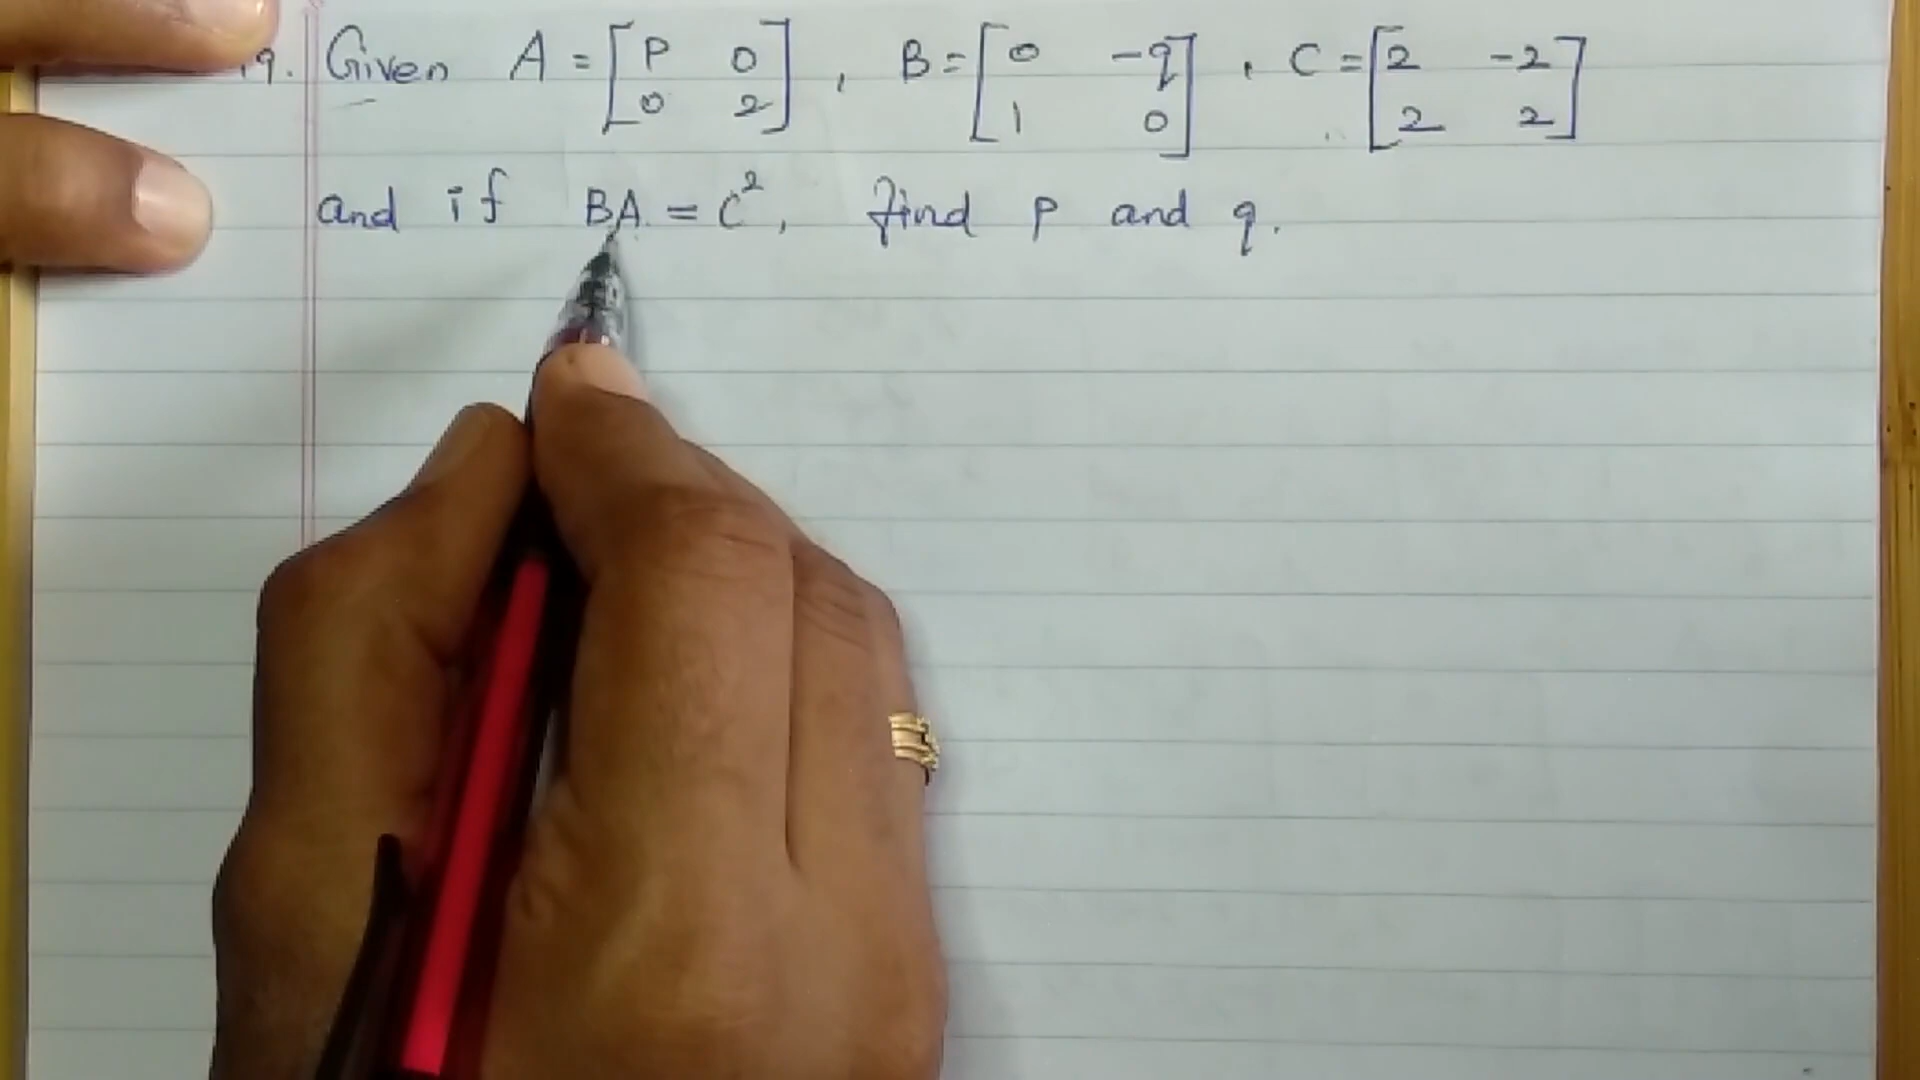 19. Given A = [P 0 , B = [0 -q , C = [2 -2
0 2] 1 0] 2 2]
and if BA = C², find p and q.